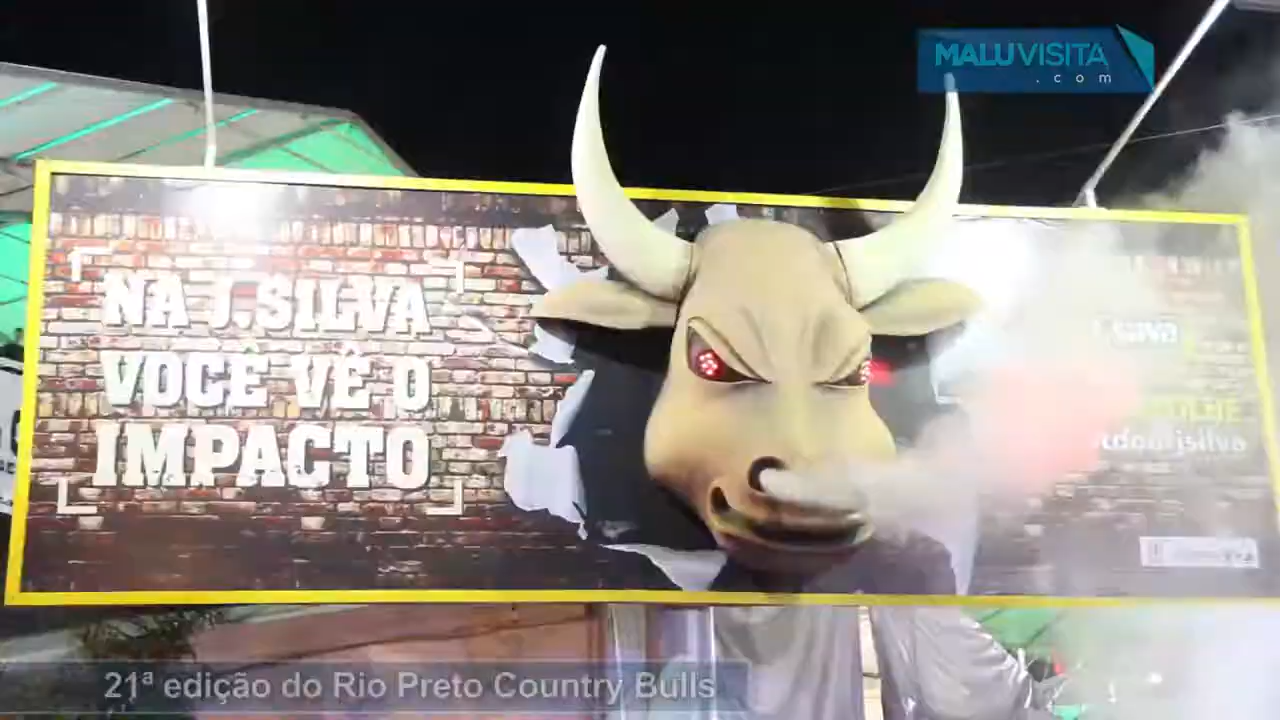 MALUVISITA
.com
NA J.SILVA
VOCÊ VÊ O
IMPACTO
21ª edição do Rio Preto Country Bulls